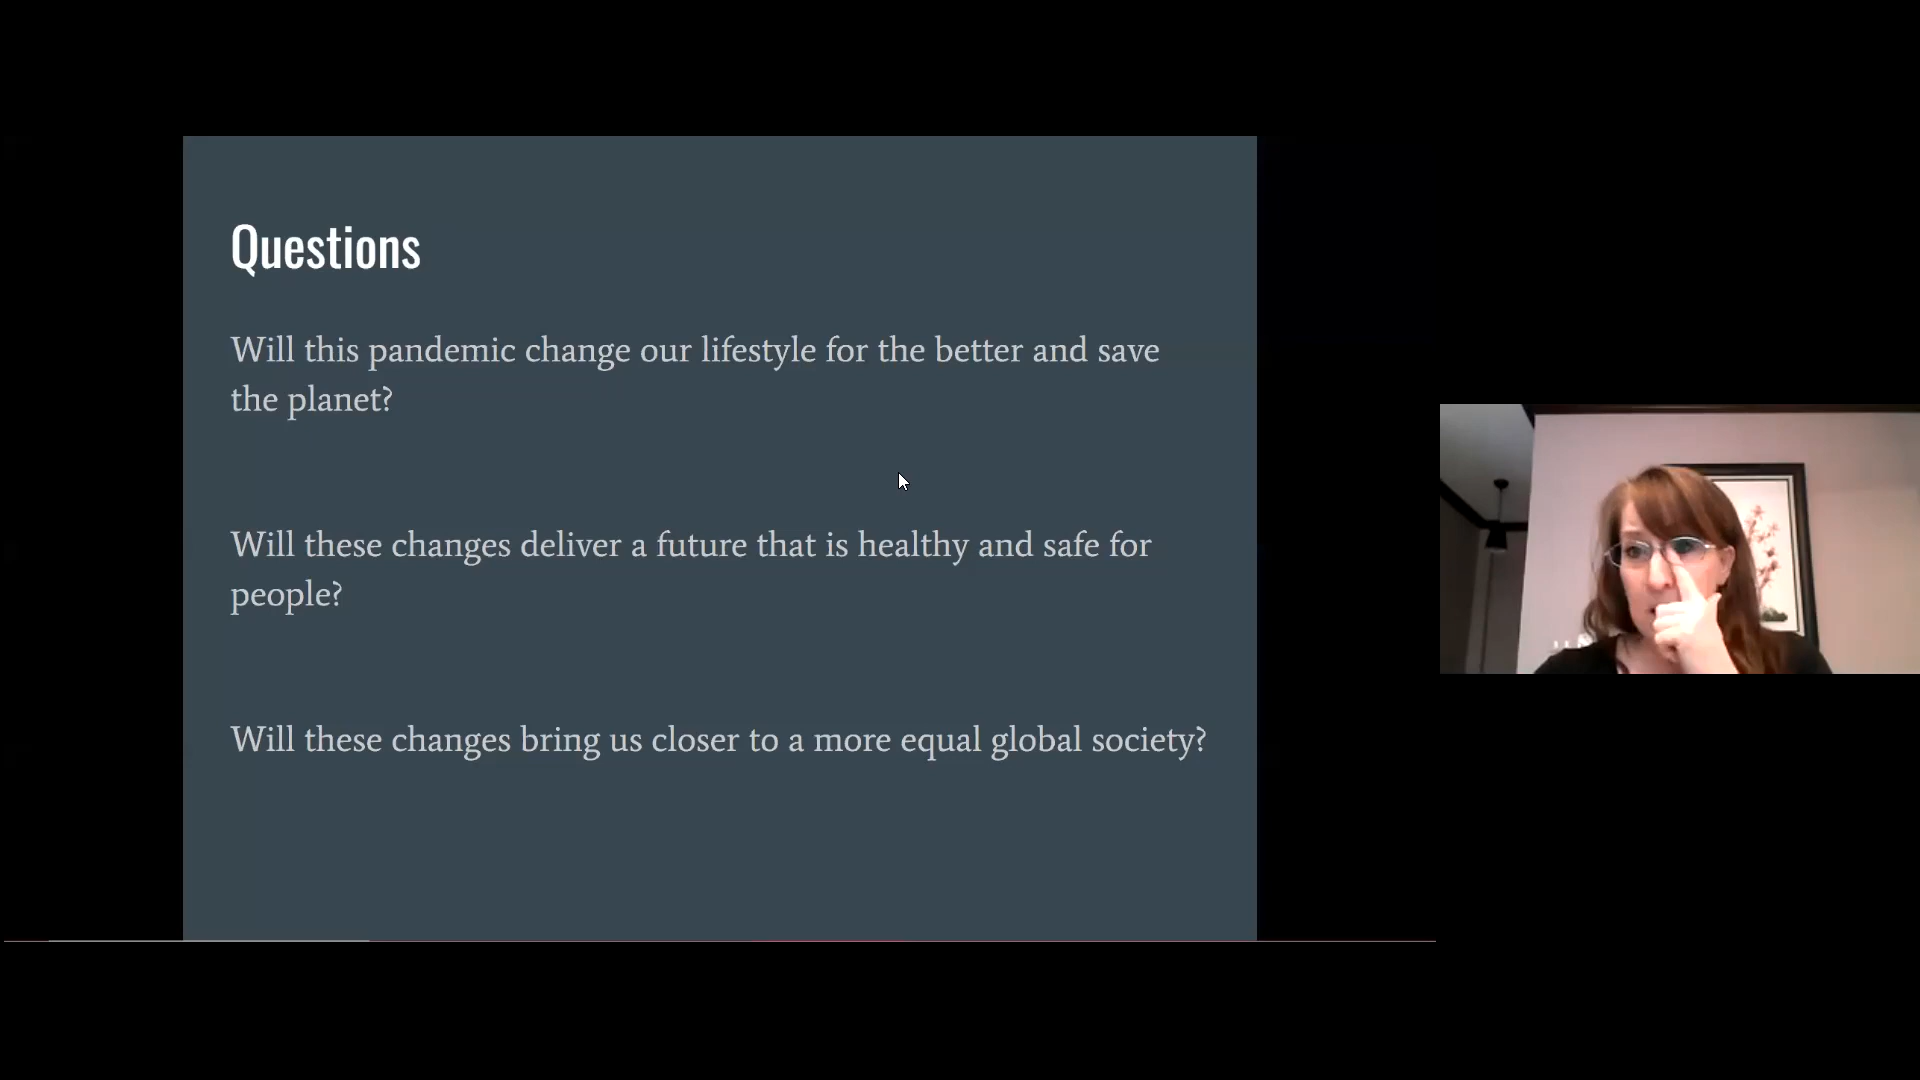 Questions
Will this pandemic change our lifestyle for the better and save
the planet?
Will these changes deliver a future that is healthy and safe for
people?
Will these changes bring us closer to a more equal global society?